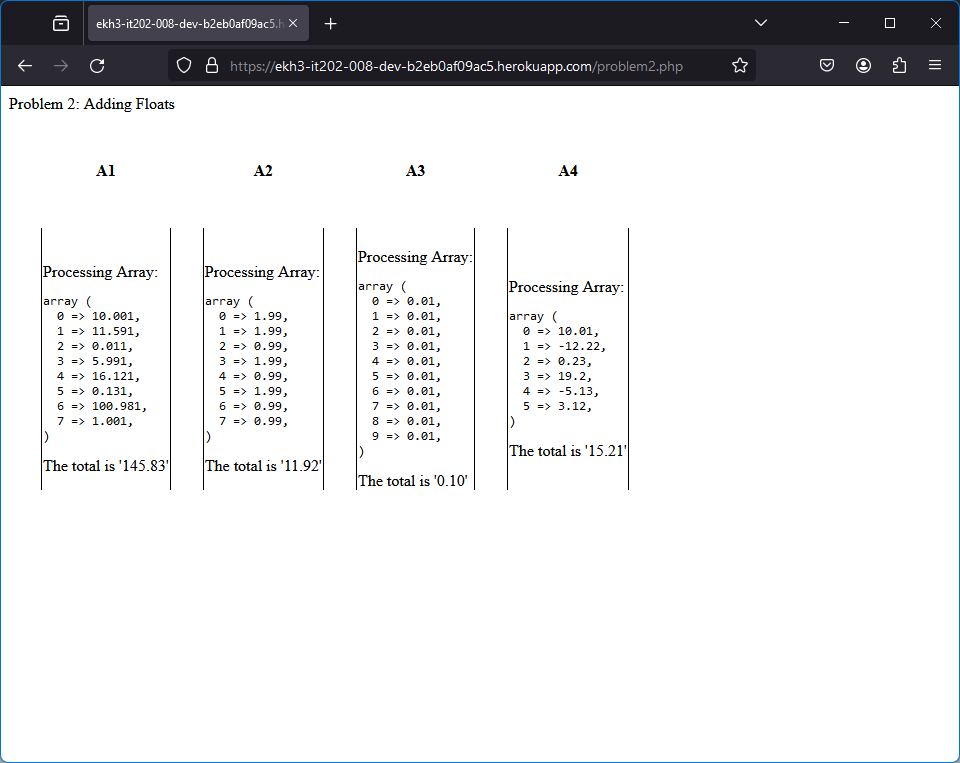 ekh3-it202-008-dev-b2eb0af09ac5.h
https://ekh3-it202-008-dev-b2eb0af09ac5.herokuapp.com/problem2.php
Problem 2: Adding Floats
A1
A2
A3
A4
Processing Array:
array (
0 => 10.001,
1 => 11.591,
2 => 0.011,
3 => 5.991,
4 => 16.121,
5 => 0.131,
6 => 100.981,
7 => 1.001,
)
The total is '145.83'
Processing Array:
array (
0 => 1.99,
1 => 1.99,
2 => 0.99,
3 => 1.99,
4 => 0.99,
5 => 1.99,
6 => 0.99,
7 => 0.99,
)
The total is '11.92'
Processing Array:
array (
0 => 0.01,
1 => 0.01,
2 => 0.01,
3 => 0.01,
4 => 0.01,
5 => 0.01,
6 => 0.01,
7 => 0.01,
8 => 0.01,
9 => 0.01,
)
The total is '0.10'
Processing Array:
array (
0 => 10.01,
1 => -12.22,
2 => 0.23,
3 => 19.2,
4 => -5.13,
5 => 3.12,
)
The total is '15.21'